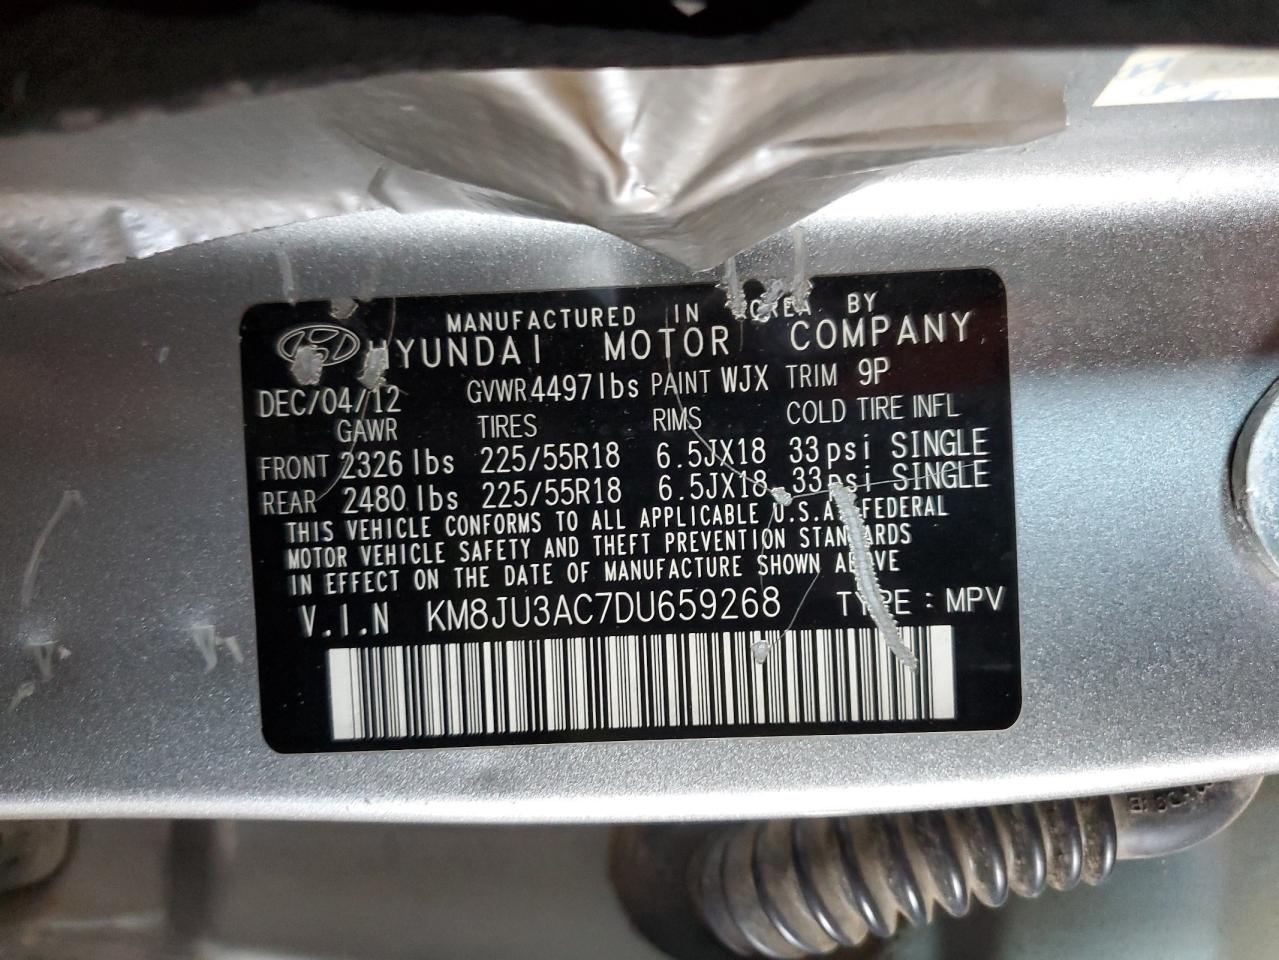 MANUFACTURED IN KOREA BY
HYUNDAI MOTOR COMPANY
DEC/04/12 GVWR 4497 lbs PAINT WJX TRIM 9P
GAWR TIRES RIMS COLD TIRE INFL
FRONT 2326 lbs 225/55R18 6.5JX18 33psi SINGLE
REAR 2480 lbs 225/55R18 6.5JX18 33psi SINGLE
THIS VEHICLE CONFORMS TO ALL APPLICABLE U.S.A. FEDERAL
MOTOR VEHICLE SAFETY AND THEFT PREVENTION STANDARDS
IN EFFECT ON THE DATE OF MANUFACTURE SHOWN ABOVE
V.I.N KM8JU3AC7DU659268 TYPE : MPV